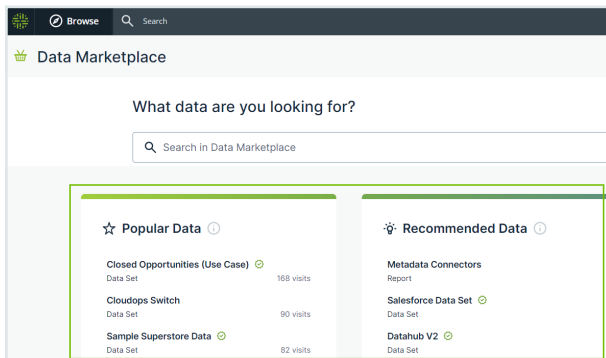 Browse Search
Data Marketplace
What data are you looking for?
Search in Data Marketplace
Popular Data
Closed Opportunities (Use Case)
Data Set 168 visits
Cloudops Switch
Data Set 90 visits
Sample Superstore Data
Data Set 82 visits
Recommended Data
Metadata Connectors
Report
Salesforce Data Set
Data Set
Datahub V2
Data Set